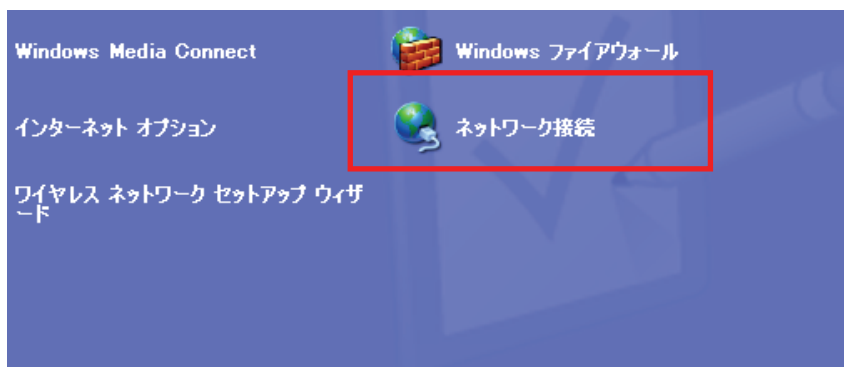 Windows Media Connect
Windows ファイアウォール
インターネット オプション
ネットワーク接続
ワイヤレス ネットワーク セットアップ ウィザ
ード